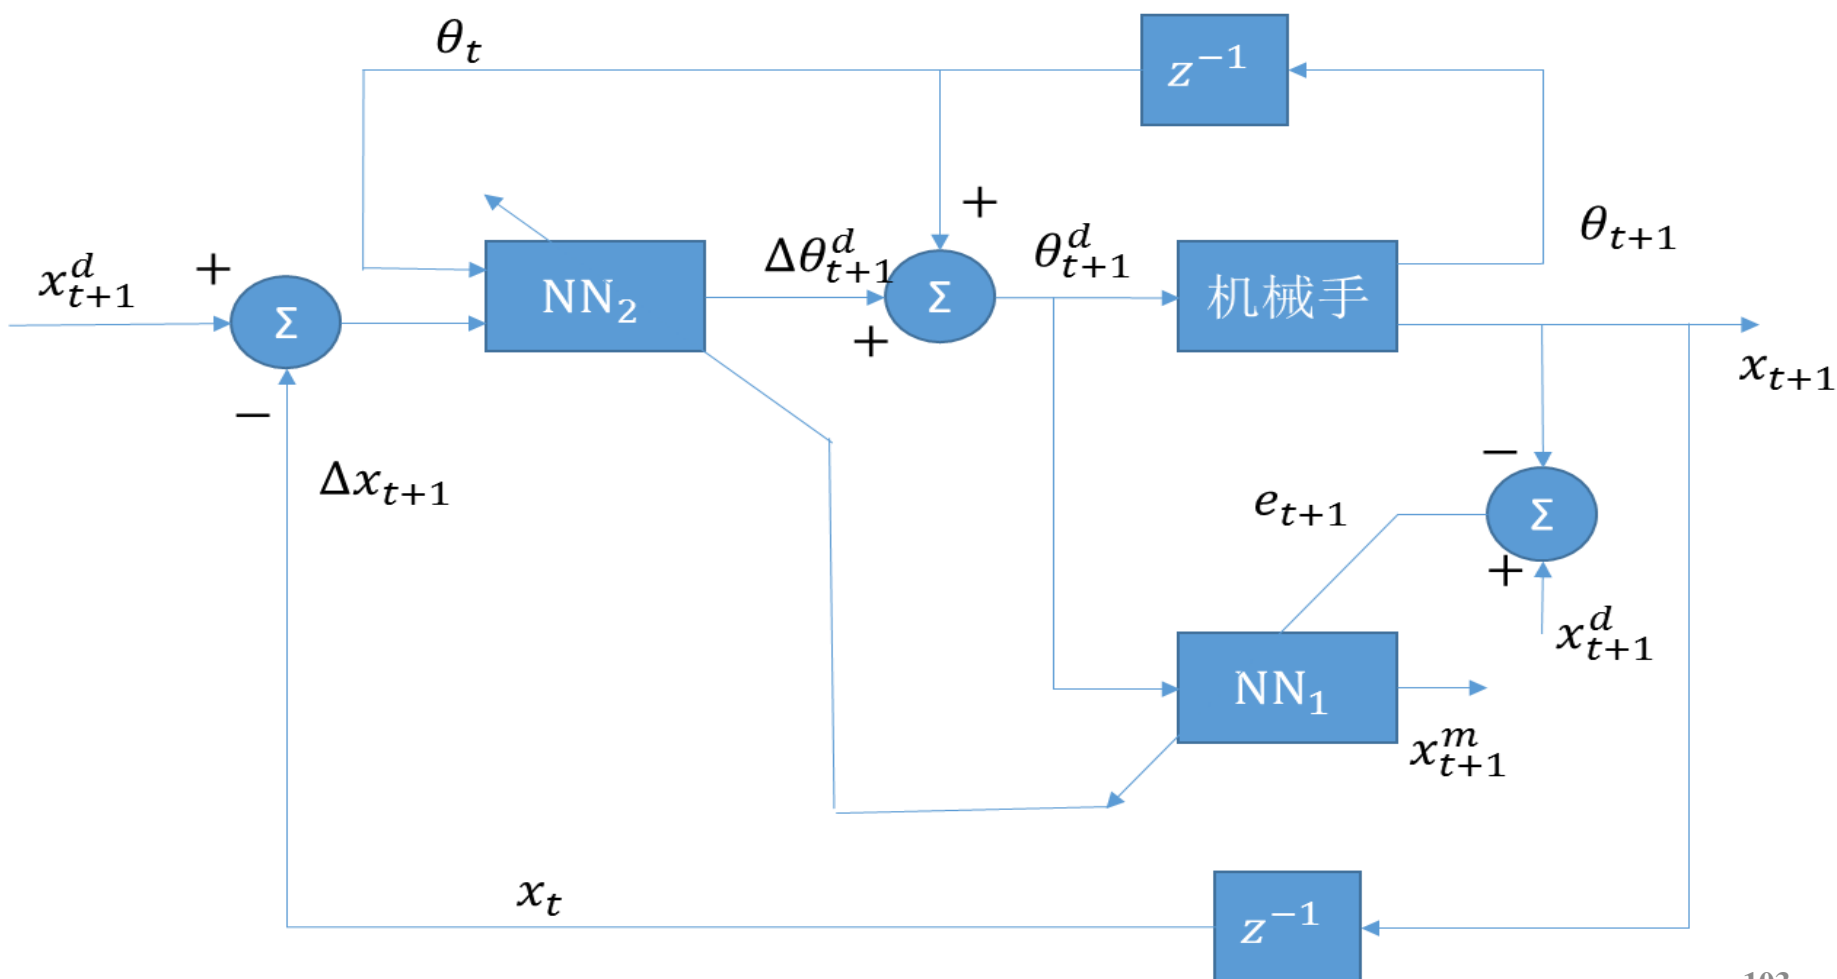 θ_t
z^{-1}
+
θ_{t+1}
x^d_{t+1}
+
Σ
NN_2
Δθ^d_{t+1}
+
Σ
θ^d_{t+1}
机械手
x_{t+1}
−
Δx_{t+1}
−
e_{t+1}
Σ
+
x^d_{t+1}
NN_1
x^m_{t+1}
x_t
z^{-1}